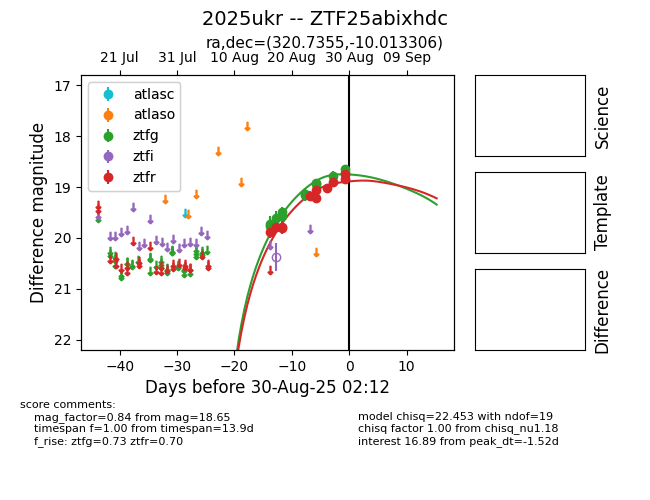 2025ukr -- ZTF25abixhdc
ra,dec=(320.7355,-10.013306)
21 Jul 31 Jul 10 Aug 20 Aug 30 Aug 09 Sep
17
18
19
20
21
22
Difference magnitude
atlasc
atlaso
ztfg
ztfi
ztfr
−40 −30 −20 −10 0 10
Days before 30-Aug-25 02:12
Science
Template
Difference
score comments:
mag_factor=0.84 from mag=18.65
timespan f=1.00 from timespan=13.9d
f_rise: ztfg=0.73 ztfr=0.70
model chisq=22.453 with ndof=19
chisq factor 1.00 from chisq_nu1.18
interest 16.89 from peak_dt=-1.52d